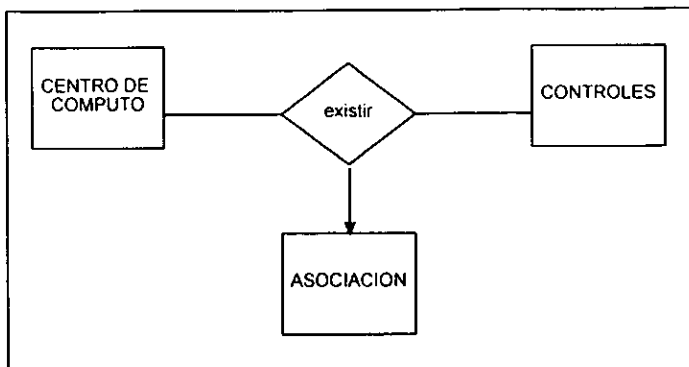 CENTRO DE
COMPUTO
existir
CONTROLES
ASOCIACION